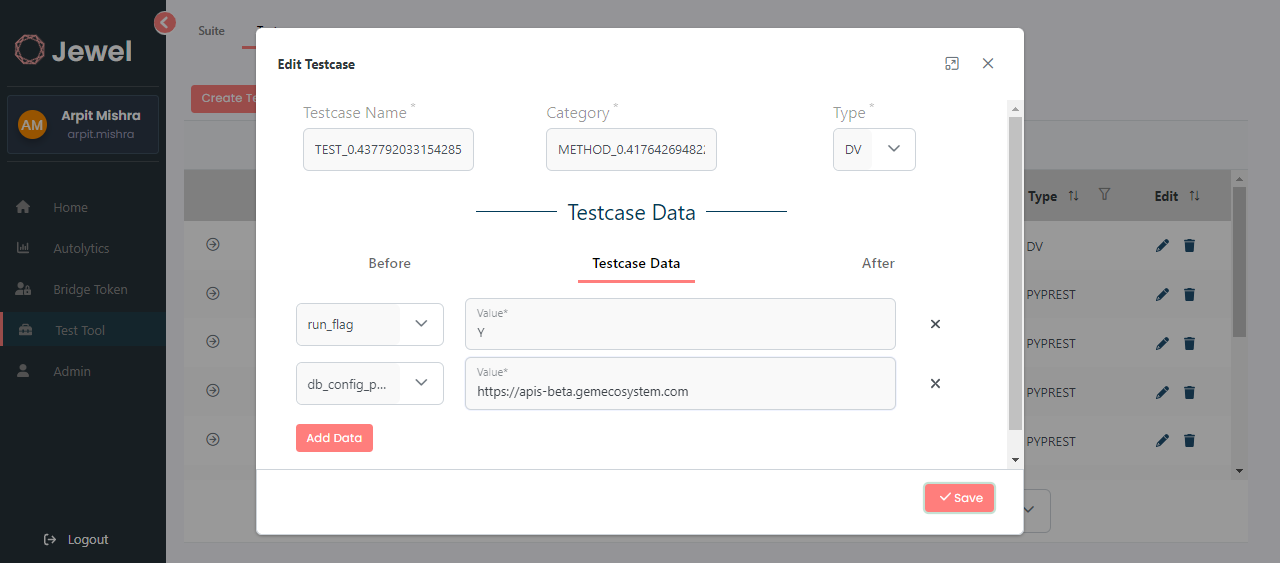 Suite
Jewel
Edit Testcase
Create Te
AM
Arpit Mishra
arpit.mishra
Testcase Name *
Category *
Type *
TEST_0.437792033154285
METHOD_0.41764269482
DV
Home
Autolytics
Bridge Token
Test Tool
Admin
Logout
Testcase Data
Before
Testcase Data
After
run_flag
Value*
Y
db_config_p...
Value*
https://apis-beta.gemecosystem.com
Add Data
Save
Type
Edit
DV
PYPREST
PYPREST
PYPREST
PYPREST